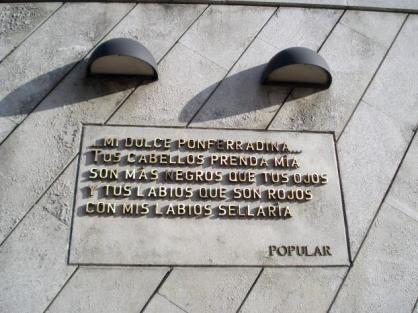 ...MI DULCE PONFERRADINA...
TUS CABELLOS PRENDA MÍA
SON MÁS NEGROS QUE TUS OJOS
Y TUS LABIOS QUE SON ROJOS
CON MIS LABIOS SELLARÍA
POPULAR